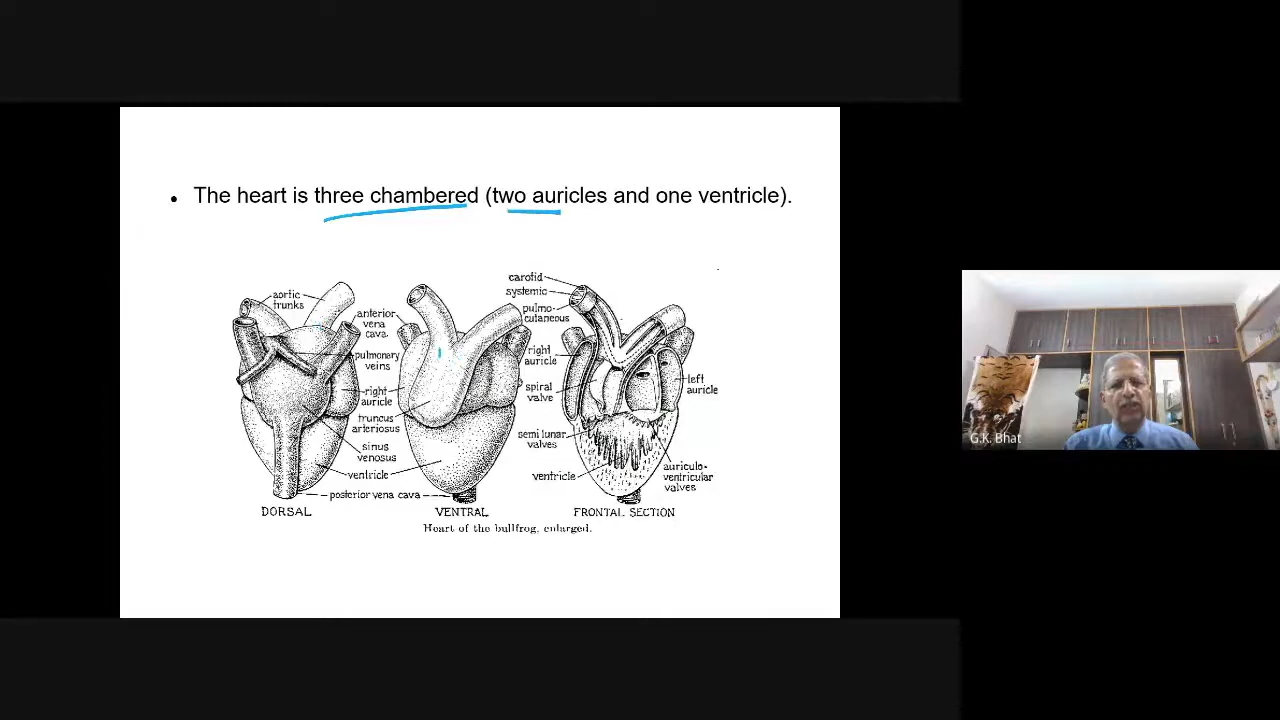 • The heart is three chambered (two auricles and one ventricle).
aortic
trunks
anterior
vena
cava
pulmonary
veins
right
auricle
truncus
arteriosus
sinus
venosus
ventricle
posterior vena cava
carotid
systemic
pulmo-
cutaneous
right
auricle
spiral
valve
semi lunar
valves
ventricle
left
auricle
auriculo-
ventricular
valves
DORSAL
VENTRAL
FRONTAL SECTION
Heart of the bullfrog, enlarged.
G.K. Bhat